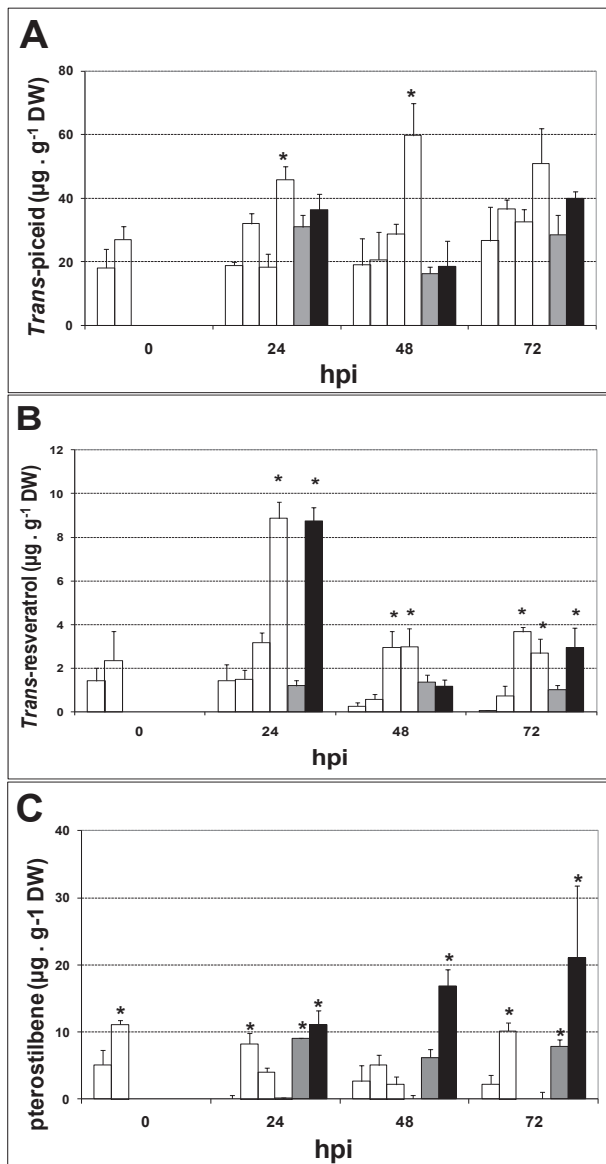 A
Trans-piceid (µg . g-1 DW)
80
60
40
20
0
*
*
0 24 48 72
hpi
B
Trans-resveratrol (µg . g-1 DW)
12
10
8
6
4
2
0
* *
* *
* * *
0 24 48 72
hpi
C
pterostilbene (µg . g-1 DW)
40
30
20
10
0
*
* * *
*
* * *
0 24 48 72
hpi